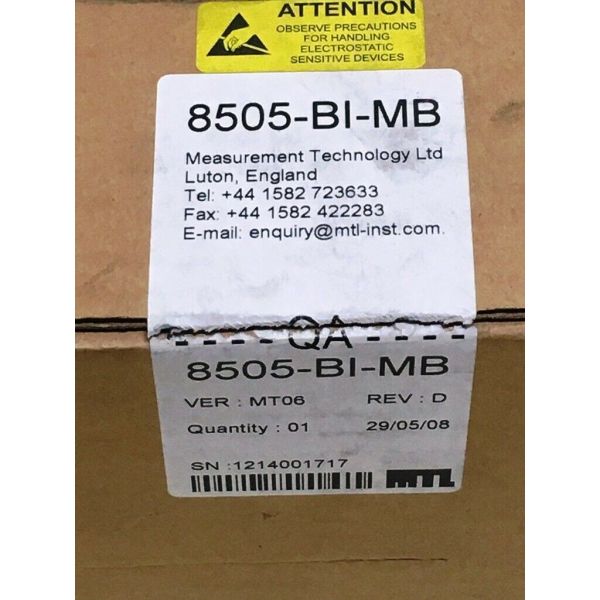 ATTENTION
OBSERVE PRECAUTIONS
FOR HANDLING
ELECTROSTATIC
SENSITIVE DEVICES
8505-BI-MB
Measurement Technology Ltd
Luton, England
Tel: +44 1582 723633
Fax: +44 1582 422283
E-mail: enquiry@mtl-inst.com.
- - - - QA - - - -
8505-BI-MB
VER : MT06 REV : D
Quantity : 01 29/05/08
SN :1214001717
MTL